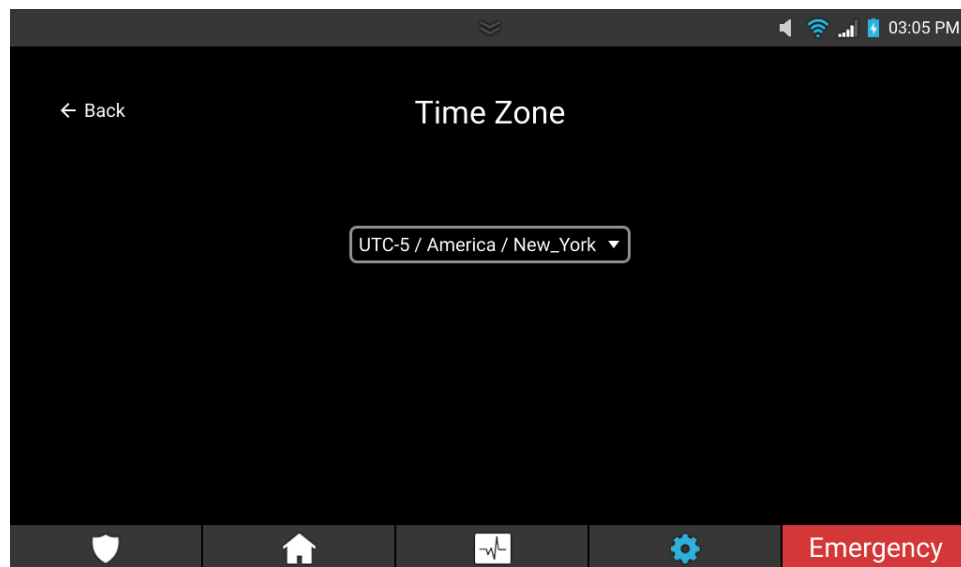 03:05 PM
← Back
Time Zone
UTC-5 / America / New_York
Emergency